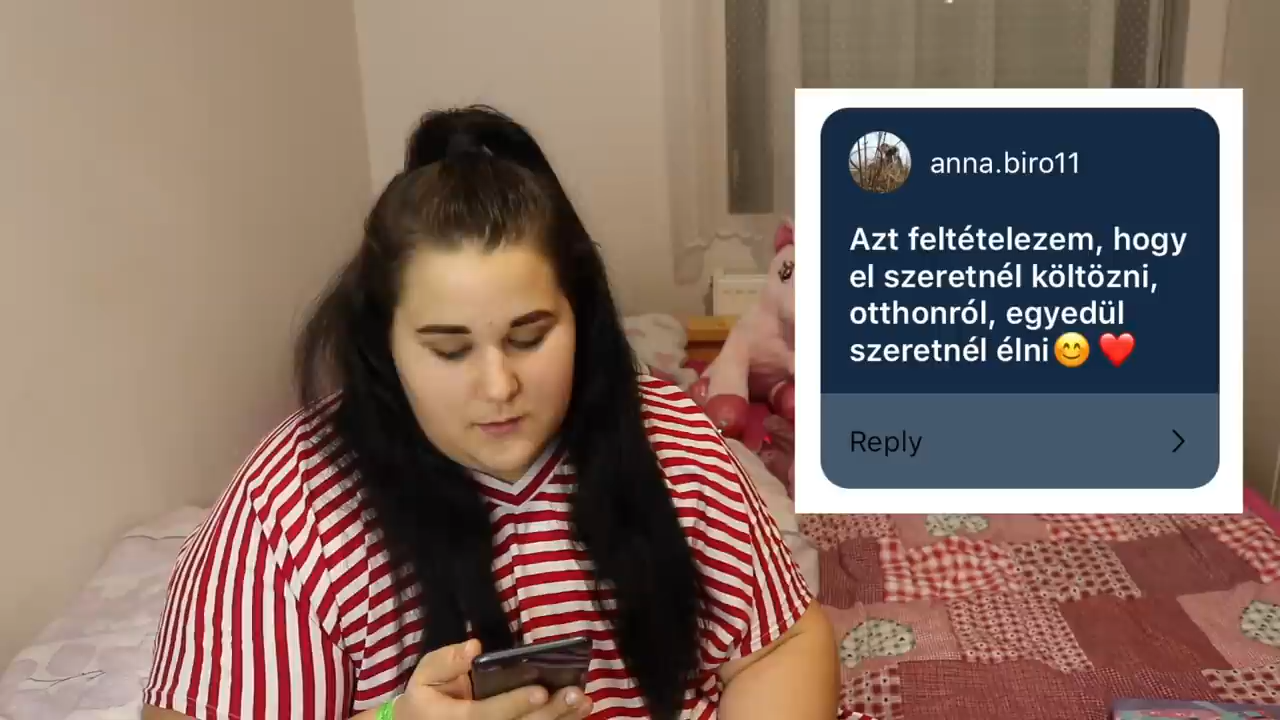 anna.biro11
Azt feltételezem, hogy
el szeretnél költözni,
otthonról, egyedül
szeretnél élni😊❤️
Reply